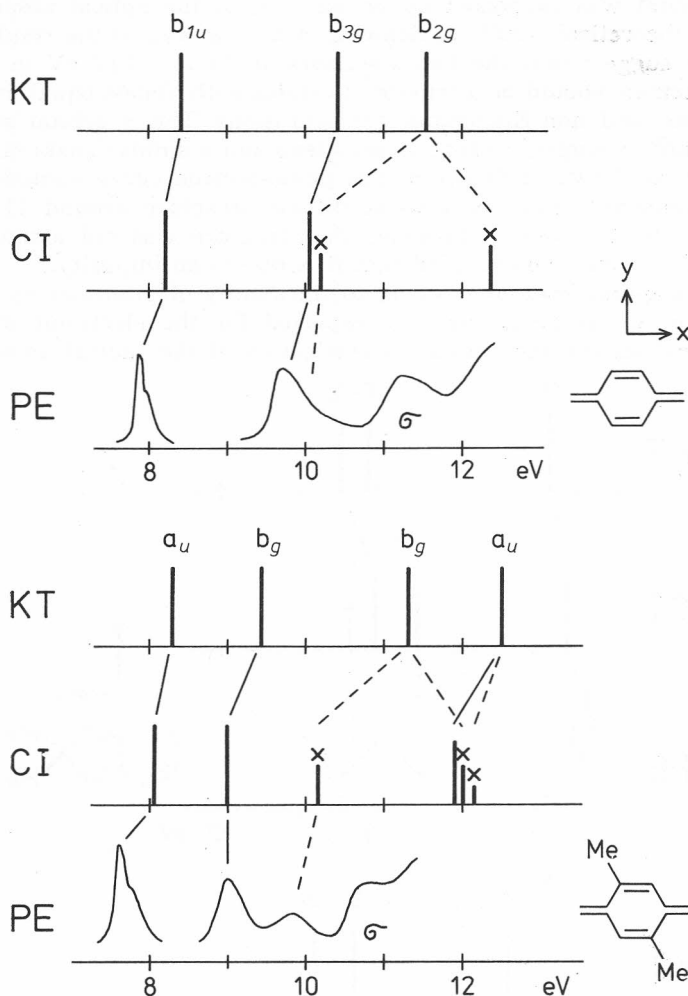 b1u b3g b2g
KT
CI
×
×
y
x
PE
σ
8 10 12 eV
au bg bg au
KT
CI
×
×
×
Me
PE
σ
Me
8 10 12 eV